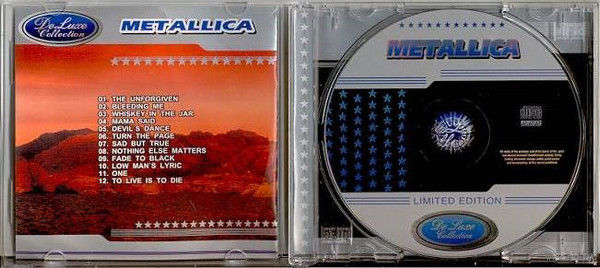 De Luxe
Collection
METALLICA
01. THE UNFORGIVEN
02. BLEEDING ME
03. WHISKEY IN THE JAR
04. MAMA SAID
05. DEVIL'S DANCE
06. TURN THE PAGE
07. SAD BUT TRUE
08. NOTHING ELSE MATTERS
09. FADE TO BLACK
10. LOW MAN'S LYRIC
11. ONE
12. TO LIVE IS TO DIE
METALLICA
LIMITED EDITION
De Luxe
Collection